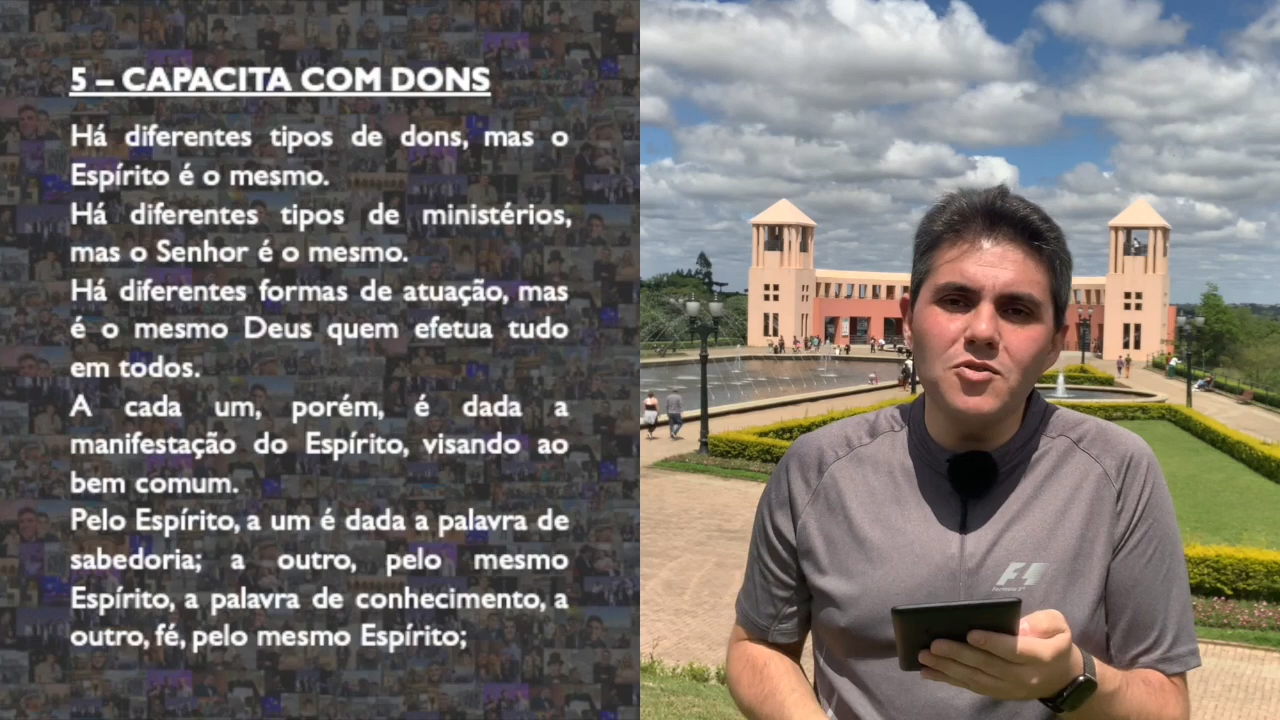 5 – CAPACITA COM DONS
Há diferentes tipos de dons, mas o
Espírito é o mesmo.
Há diferentes tipos de ministérios,
mas o Senhor é o mesmo.
Há diferentes formas de atuação, mas
é o mesmo Deus quem efetua tudo
em todos.
A cada um, porém, é dada a
manifestação do Espírito, visando ao
bem comum.
Pelo Espírito, a um é dada a palavra de
sabedoria; a outro, pelo mesmo
Espírito, a palavra de conhecimento, a
outro, fé, pelo mesmo Espírito;
F1
Formula 1